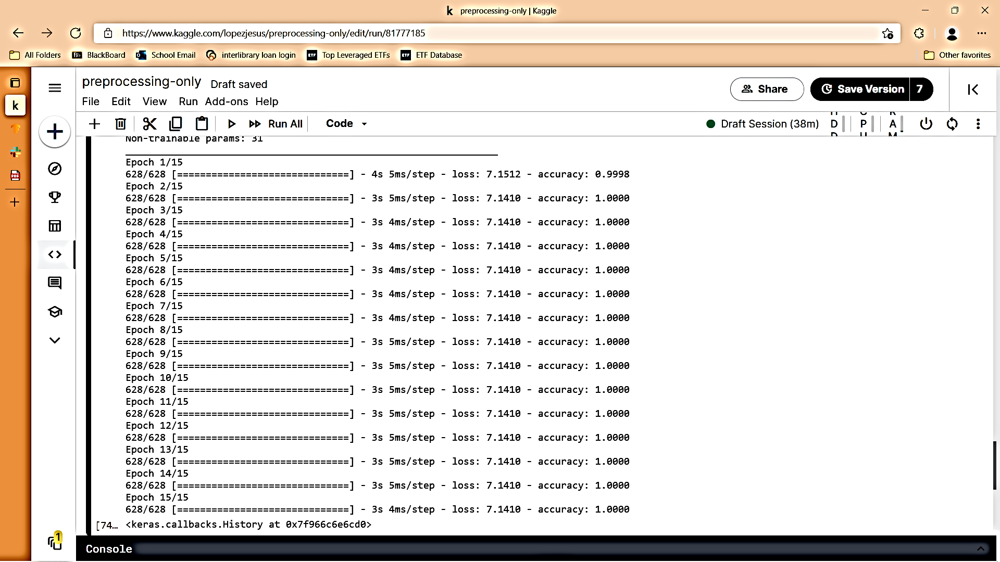 preprocessing-only | Kaggle
https://www.kaggle.com/lopezjesus/preprocessing-only/edit/run/81777185
All Folders BlackBoard School Email interlibrary loan login Top Leveraged ETFs ETF Database Other favorites
preprocessing-only Draft saved
Share Save Version 7
File Edit View Run Add-ons Help
Run All Code Draft Session (38m)
Non-trainable params: 31
Epoch 1/15
628/628 [==============================] - 4s 5ms/step - loss: 7.1512 - accuracy: 0.9998
Epoch 2/15
628/628 [==============================] - 3s 5ms/step - loss: 7.1410 - accuracy: 1.0000
Epoch 3/15
628/628 [==============================] - 3s 4ms/step - loss: 7.1410 - accuracy: 1.0000
Epoch 4/15
628/628 [==============================] - 3s 4ms/step - loss: 7.1410 - accuracy: 1.0000
Epoch 5/15
628/628 [==============================] - 3s 4ms/step - loss: 7.1410 - accuracy: 1.0000
Epoch 6/15
628/628 [==============================] - 3s 4ms/step - loss: 7.1410 - accuracy: 1.0000
Epoch 7/15
628/628 [==============================] - 3s 4ms/step - loss: 7.1410 - accuracy: 1.0000
Epoch 8/15
628/628 [==============================] - 3s 5ms/step - loss: 7.1410 - accuracy: 1.0000
Epoch 9/15
628/628 [==============================] - 3s 5ms/step - loss: 7.1410 - accuracy: 1.0000
Epoch 10/15
628/628 [==============================] - 3s 5ms/step - loss: 7.1410 - accuracy: 1.0000
Epoch 11/15
628/628 [==============================] - 3s 5ms/step - loss: 7.1410 - accuracy: 1.0000
Epoch 12/15
628/628 [==============================] - 3s 5ms/step - loss: 7.1410 - accuracy: 1.0000
Epoch 13/15
628/628 [==============================] - 3s 5ms/step - loss: 7.1410 - accuracy: 1.0000
Epoch 14/15
628/628 [==============================] - 3s 5ms/step - loss: 7.1410 - accuracy: 1.0000
Epoch 15/15
628/628 [==============================] - 3s 4ms/step - loss: 7.1410 - accuracy: 1.0000
[74… <keras.callbacks.History at 0x7f966c6e6cd0>
1
Console